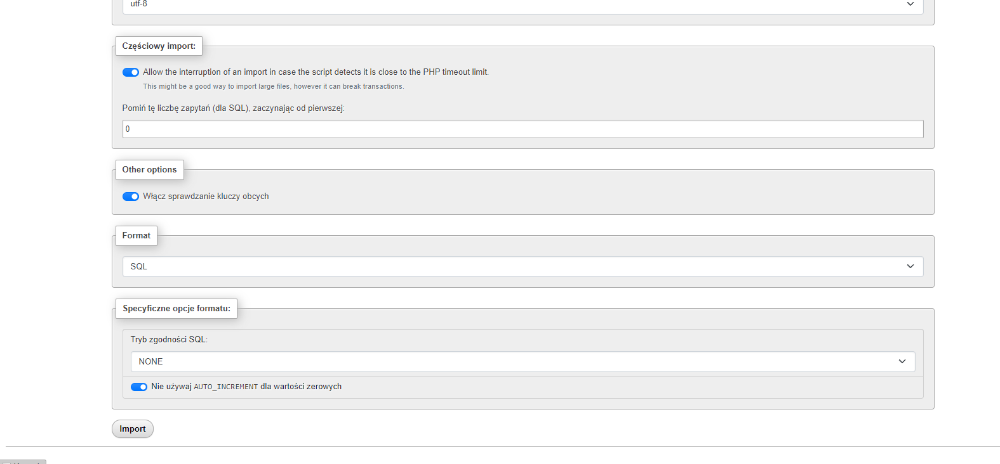 utf-8
Częściowy import:
Allow the interruption of an import in case the script detects it is close to the PHP timeout limit.
This might be a good way to import large files, however it can break transactions.
Pomiń tę liczbę zapytań (dla SQL), zaczynając od pierwszej:
0
Other options
Włącz sprawdzanie kluczy obcych
Format
SQL
Specyficzne opcje formatu:
Tryb zgodności SQL:
NONE
Nie używaj AUTO_INCREMENT dla wartości zerowych
Import